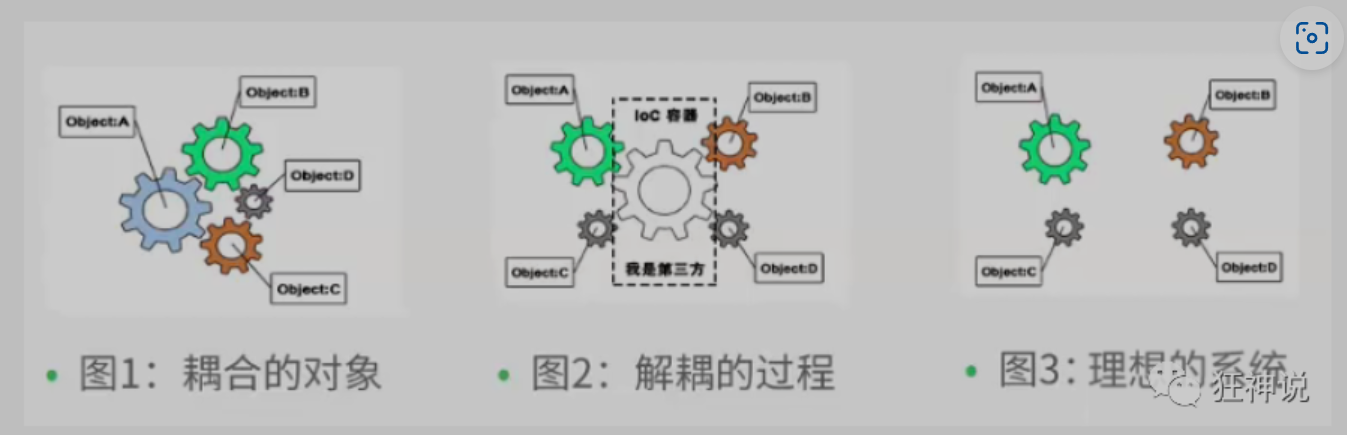 Object:A
Object:B
Object:D
Object:C
Object:A
IoC 容器
Object:B
Object:C
我是第三方
Object:D
Object:A
Object:B
Object:C
Object:D
图1：耦合的对象
图2：解耦的过程
图3：理想的系统
狂神说